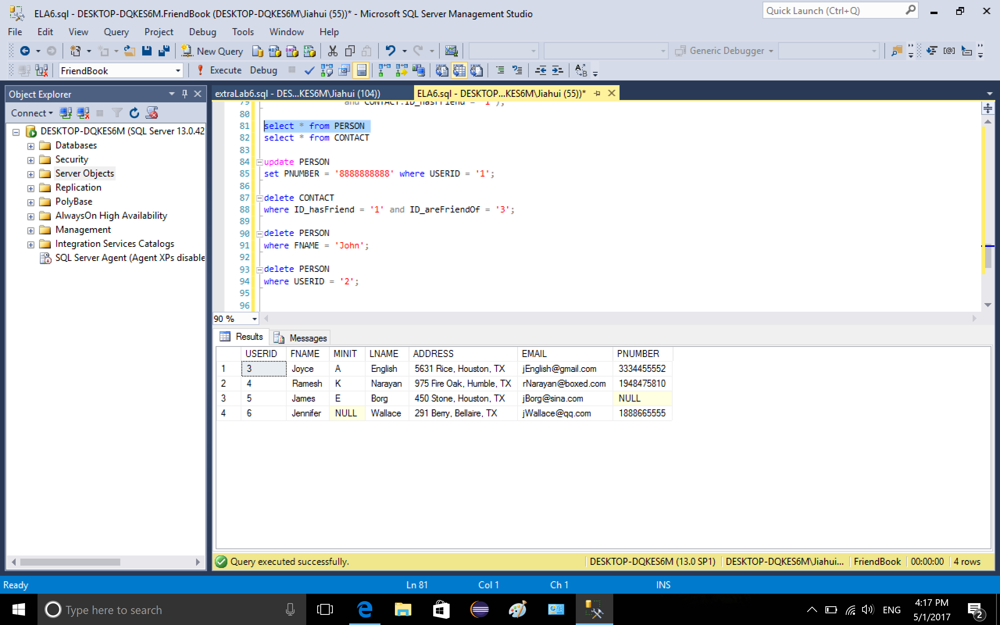 ELA6.sql - DESKTOP-DQKES6M.FriendBook (DESKTOP-DQKES6M\Jiahui (55))* - Microsoft SQL Server Management Studio
Quick Launch (Ctrl+Q)
File Edit View Query Project Debug Tools Window Help
New Query
Generic Debugger
FriendBook
Execute Debug
Object Explorer
Connect
DESKTOP-DQKES6M (SQL Server 13.0.42
Databases
Security
Server Objects
Replication
PolyBase
AlwaysOn High Availability
Management
Integration Services Catalogs
SQL Server Agent (Agent XPs disable
extraLab6.sql - DES...KES6M\Jiahui (104))
ELA6.sql - DESKTOP...KES6M\Jiahui (55))*
79 and CONTACT.ID_hasFriend = '1');
80
81 select * from PERSON
82 select * from CONTACT
83
84 update PERSON
85 set PNUMBER = '8888888888' where USERID = '1';
86
87 delete CONTACT
88 where ID_hasFriend = '1' and ID_areFriendOf = '3';
89
90 delete PERSON
91 where FNAME = 'John';
92
93 delete PERSON
94 where USERID = '2';
95
96
90 %
Results Messages
USERID FNAME MINIT LNAME ADDRESS EMAIL PNUMBER
1 3 Joyce A English 5631 Rice, Houston, TX jEnglish@gmail.com 3334455552
2 4 Ramesh K Narayan 975 Fire Oak, Humble, TX rNarayan@boxed.com 1948475810
3 5 James E Borg 450 Stone, Houston, TX jBorg@sina.com NULL
4 6 Jennifer NULL Wallace 291 Berry, Bellaire, TX jWallace@qq.com 1888665555
Query executed successfully.
DESKTOP-DQKES6M (13.0 SP1) DESKTOP-DQKES6M\Jiahui... FriendBook 00:00:00 4 rows
Ready Ln 81 Col 1 Ch 1 INS
Type here to search
ENG
4:17 PM
5/1/2017
2